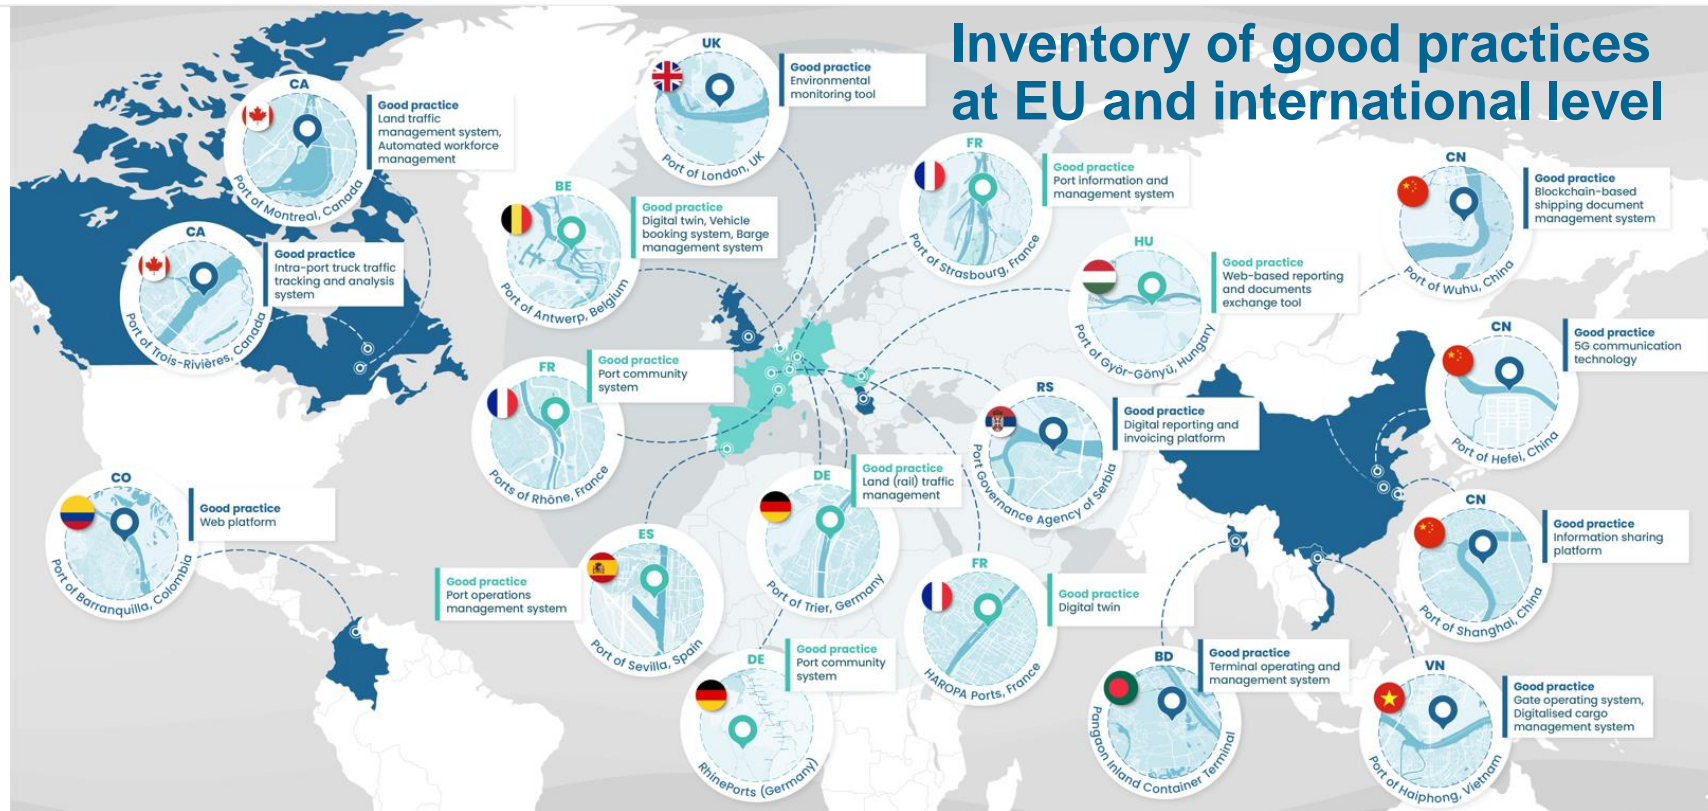 Inventory of good practices
at EU and international level
CA
Port of Montreal, Canada
Good practice
Land traffic
management system,
Automated workforce
management
CA
Port of Trois-Rivières, Canada
Good practice
Intra-port truck traffic
tracking and analysis
system
UK
Port of London, UK
Good practice
Environmental
monitoring tool
BE
Port of Antwerp, Belgium
Good practice
Digital twin, Vehicle
booking system, Barge
management system
FR
Port of Strasbourg, France
Good practice
Port information and
management system
HU
Port of Győr-Gönyű, Hungary
Good practice
Web-based reporting
and documents
exchange tool
CN
Port of Wuhu, China
Good practice
Blockchain-based
shipping document
management system
CN
Port of Hefei, China
Good practice
5G communication
technology
FR
Ports of Rhône, France
Good practice
Port community
system
RS
Port Governance Agency of Serbia
Good practice
Digital reporting and
invoicing platform
CO
Port of Barranquilla, Colombia
Good practice
Web platform
DE
Port of Trier, Germany
Good practice
Land (rail) traffic
management
CN
Port of Shanghai, China
Good practice
Information sharing
platform
ES
Port of Sevilla, Spain
Good practice
Port operations
management system
FR
HAROPA Ports, France
Good practice
Digital twin
DE
RhinePorts (Germany)
Good practice
Port community
system
BD
Pangaon Inland Container Terminal
Good practice
Terminal operating and
management system
VN
Port of Haiphong, Vietnam
Good practice
Gate operating system,
Digitalised cargo
management system